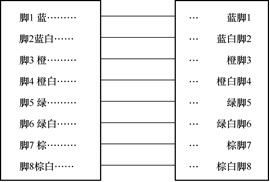 脚1 蓝……… … 蓝脚1
脚2蓝白…… … 蓝白脚2
脚3 橙……… … 橙脚3
脚4 橙白…… … 橙白脚4
脚5 绿……… … 绿脚5
脚6 绿白…… … 绿白脚6
脚7 棕……… … 棕脚7
脚8棕白…… … 棕白脚8